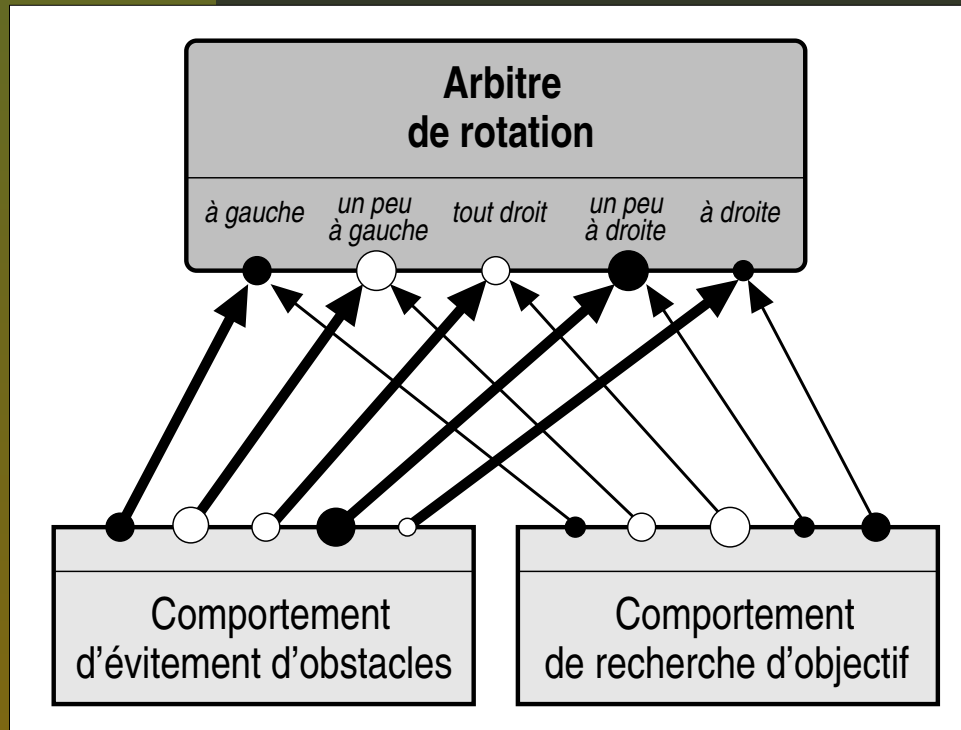 Arbitre
de rotation
à gauche
un peu
à gauche
tout droit
un peu
à droite
à droite
Comportement
d'évitement d'obstacles
Comportement
de recherche d'objectif